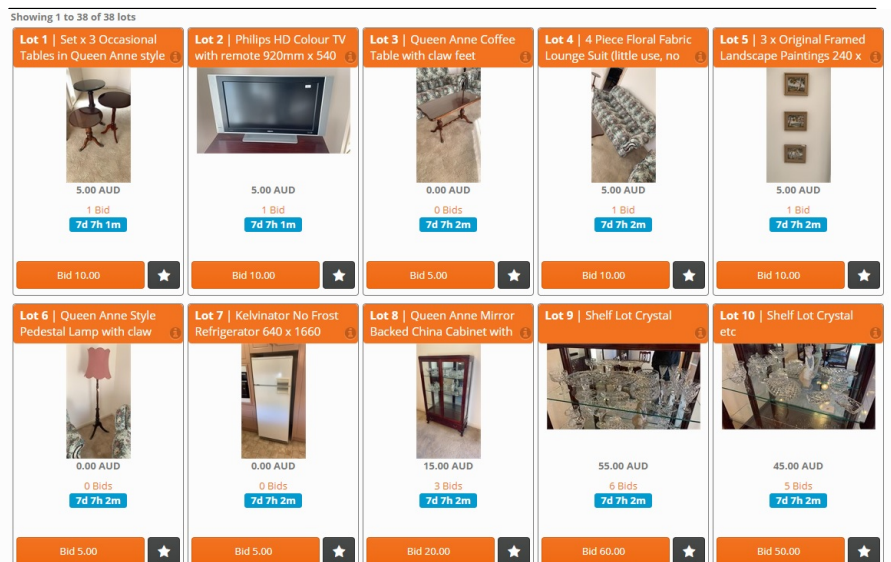 Showing 1 to 38 of 38 lots
Lot 1 | Set x 3 Occasional
Tables in Queen Anne style
5.00 AUD
1 Bid
7d 7h 1m
Bid 10.00
Lot 2 | Philips HD Colour TV
with remote 920mm x 540
5.00 AUD
1 Bid
7d 7h 1m
Bid 10.00
Lot 3 | Queen Anne Coffee
Table with claw feet
0.00 AUD
0 Bids
7d 7h 2m
Bid 5.00
Lot 4 | 4 Piece Floral Fabric
Lounge Suit (little use, no
5.00 AUD
1 Bid
7d 7h 2m
Bid 10.00
Lot 5 | 3 x Original Framed
Landscape Paintings 240 x
5.00 AUD
1 Bid
7d 7h 2m
Bid 10.00
Lot 6 | Queen Anne Style
Pedestal Lamp with claw
0.00 AUD
0 Bids
7d 7h 2m
Bid 5.00
Lot 7 | Kelvinator No Frost
Refrigerator 640 x 1660
0.00 AUD
0 Bids
7d 7h 2m
Bid 5.00
Lot 8 | Queen Anne Mirror
Backed China Cabinet with
15.00 AUD
3 Bids
7d 7h 2m
Bid 20.00
Lot 9 | Shelf Lot Crystal
55.00 AUD
6 Bids
7d 7h 2m
Bid 60.00
Lot 10 | Shelf Lot Crystal
etc
45.00 AUD
5 Bids
7d 7h 2m
Bid 50.00